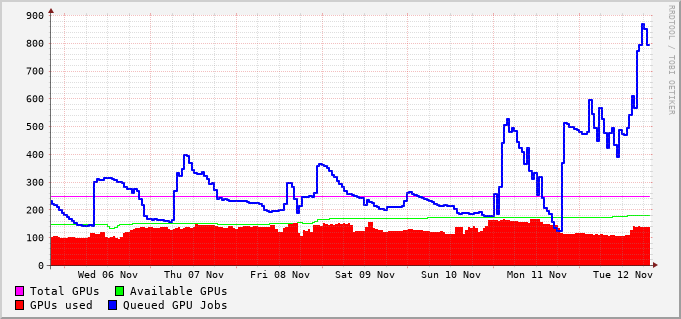 900
800
700
600
500
400
300
200
100
0
Wed 06 Nov Thu 07 Nov Fri 08 Nov Sat 09 Nov Sun 10 Nov Mon 11 Nov Tue 12 Nov
Total GPUs Available GPUs
GPUs used Queued GPU Jobs
RRDTOOL / TOBI OETIKER